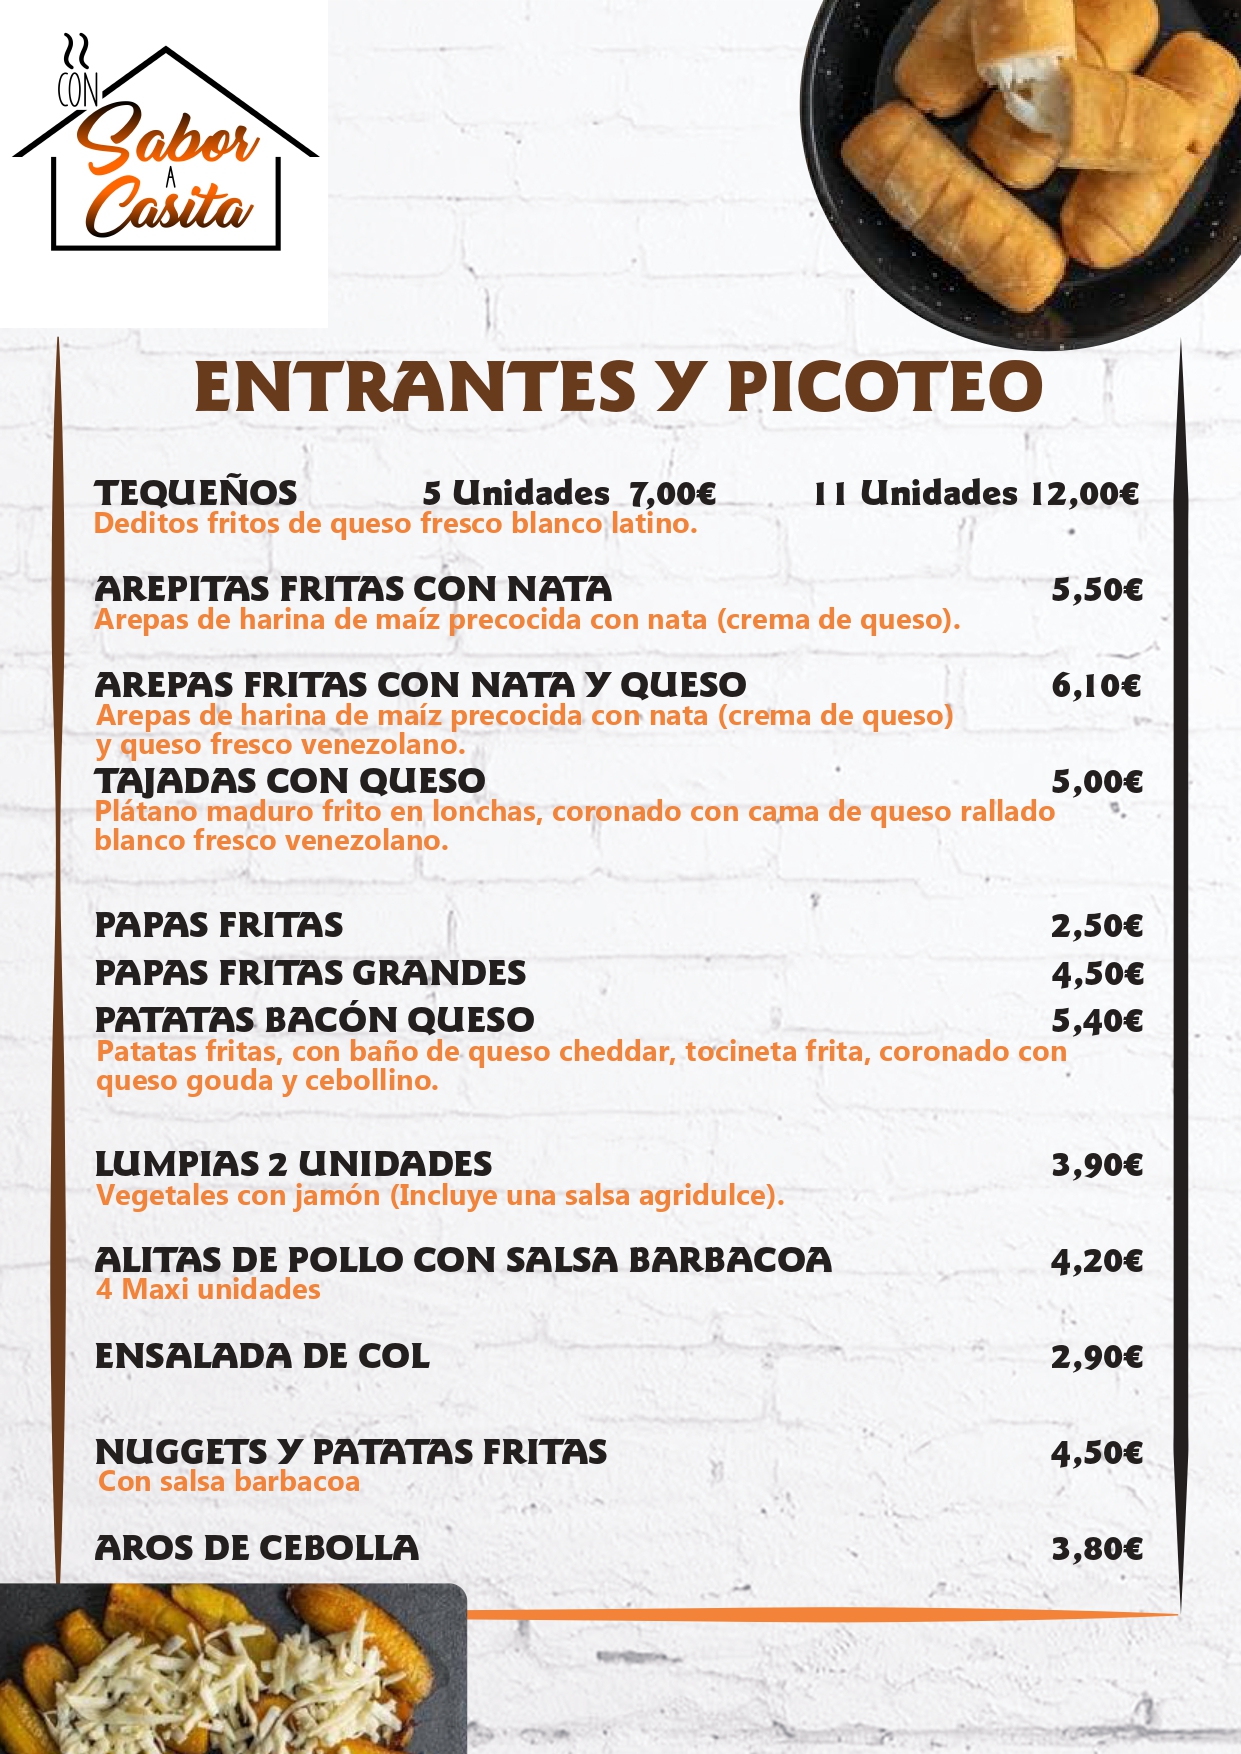 CON
Sabor
A
Casita
ENTRANTES Y PICOTEO
TEQUEÑOS 5 Unidades 7,00€ 11 Unidades 12,00€
Deditos fritos de queso fresco blanco latino.
AREPITAS FRITAS CON NATA 5,50€
Arepas de harina de maíz precocida con nata (crema de queso).
AREPAS FRITAS CON NATA Y QUESO 6,10€
Arepas de harina de maíz precocida con nata (crema de queso)
y queso fresco venezolano.
TAJADAS CON QUESO 5,00€
Plátano maduro frito en lonchas, coronado con cama de queso rallado
blanco fresco venezolano.
PAPAS FRITAS 2,50€
PAPAS FRITAS GRANDES 4,50€
PATATAS BACÓN QUESO 5,40€
Patatas fritas, con baño de queso cheddar, tocineta frita, coronado con
queso gouda y cebollino.
LUMPIAS 2 UNIDADES 3,90€
Vegetales con jamón (Incluye una salsa agridulce).
ALITAS DE POLLO CON SALSA BARBACOA 4,20€
4 Maxi unidades
ENSALADA DE COL 2,90€
NUGGETS Y PATATAS FRITAS 4,50€
Con salsa barbacoa
AROS DE CEBOLLA 3,80€